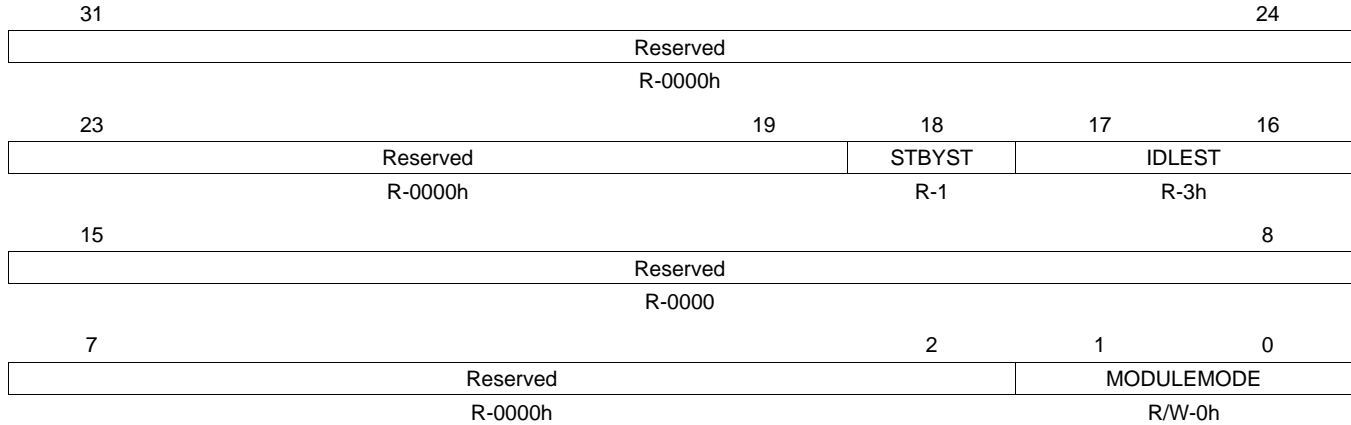 31 24
Reserved
R-0000h
23 19 18 17 16
Reserved STBYST IDLEST
R-0000h R-1 R-3h
15 8
Reserved
R-0000
7 2 1 0
Reserved MODULEMODE
R-0000h R/W-0h